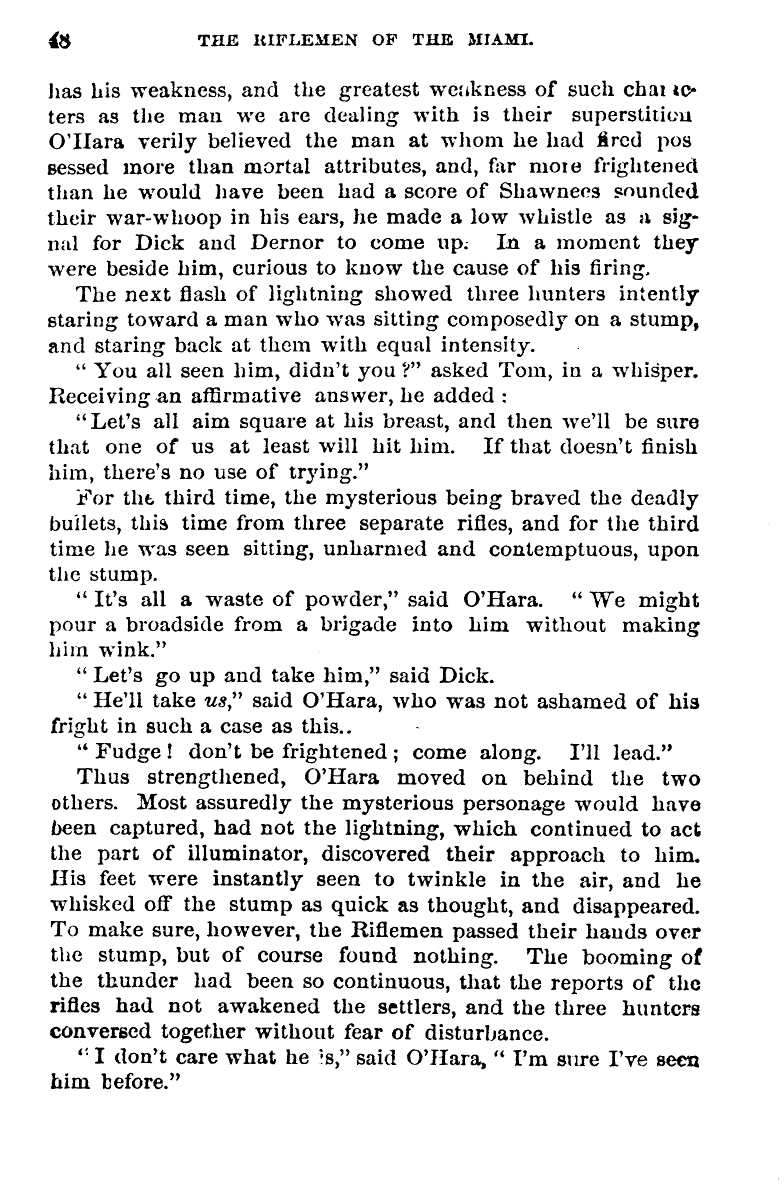 48 THE RIFLEMEN OF THE MIAMI.
has his weakness, and the greatest weakness of such charac-
ters as the man we are dealing with is their superstition
O'Hara verily believed the man at whom he had fired pos
sessed more than mortal attributes, and, far more frightened
than he would have been had a score of Shawnees sounded
their war-whoop in his ears, he made a low whistle as a sig-
nal for Dick and Dernor to come up. In a moment they
were beside him, curious to know the cause of his firing.
The next flash of lightning showed three hunters intently
staring toward a man who was sitting composedly on a stump,
and staring back at them with equal intensity.
" You all seen him, didn't you ?" asked Tom, in a whisper.
Receiving an affirmative answer, he added :
"Let's all aim square at his breast, and then we'll be sure
that one of us at least will hit him. If that doesn't finish
him, there's no use of trying."
For the third time, the mysterious being braved the deadly
bullets, this time from three separate rifles, and for the third
time he was seen sitting, unharmed and contemptuous, upon
the stump.
" It's all a waste of powder," said O'Hara. " We might
pour a broadside from a brigade into him without making
him wink."
" Let's go up and take him," said Dick.
" He'll take us," said O'Hara, who was not ashamed of his
fright in such a case as this..
" Fudge ! don't be frightened ; come along. I'll lead."
Thus strengthened, O'Hara moved on behind the two
others. Most assuredly the mysterious personage would have
been captured, had not the lightning, which continued to act
the part of illuminator, discovered their approach to him.
His feet were instantly seen to twinkle in the air, and he
whisked off the stump as quick as thought, and disappeared.
To make sure, however, the Riflemen passed their hands over
the stump, but of course found nothing. The booming of
the thunder had been so continuous, that the reports of the
rifles had not awakened the settlers, and the three hunters
conversed together without fear of disturbance.
" I don't care what he is," said O'Hara, " I'm sure I've seen
him before."